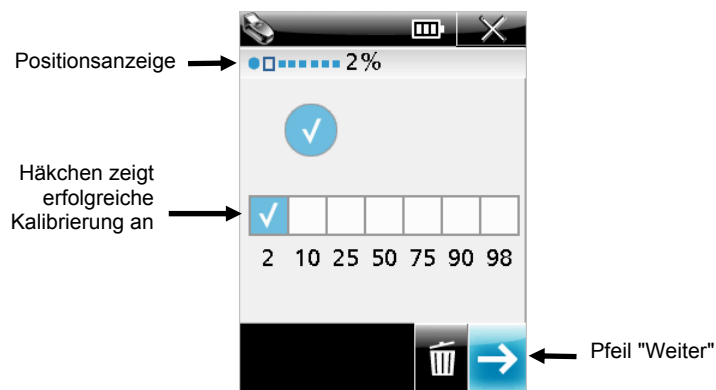 Positionsanzeige
2%
Häkchen zeigt
erfolgreiche
Kalibrierung an
2 10 25 50 75 90 98
Pfeil "Weiter"